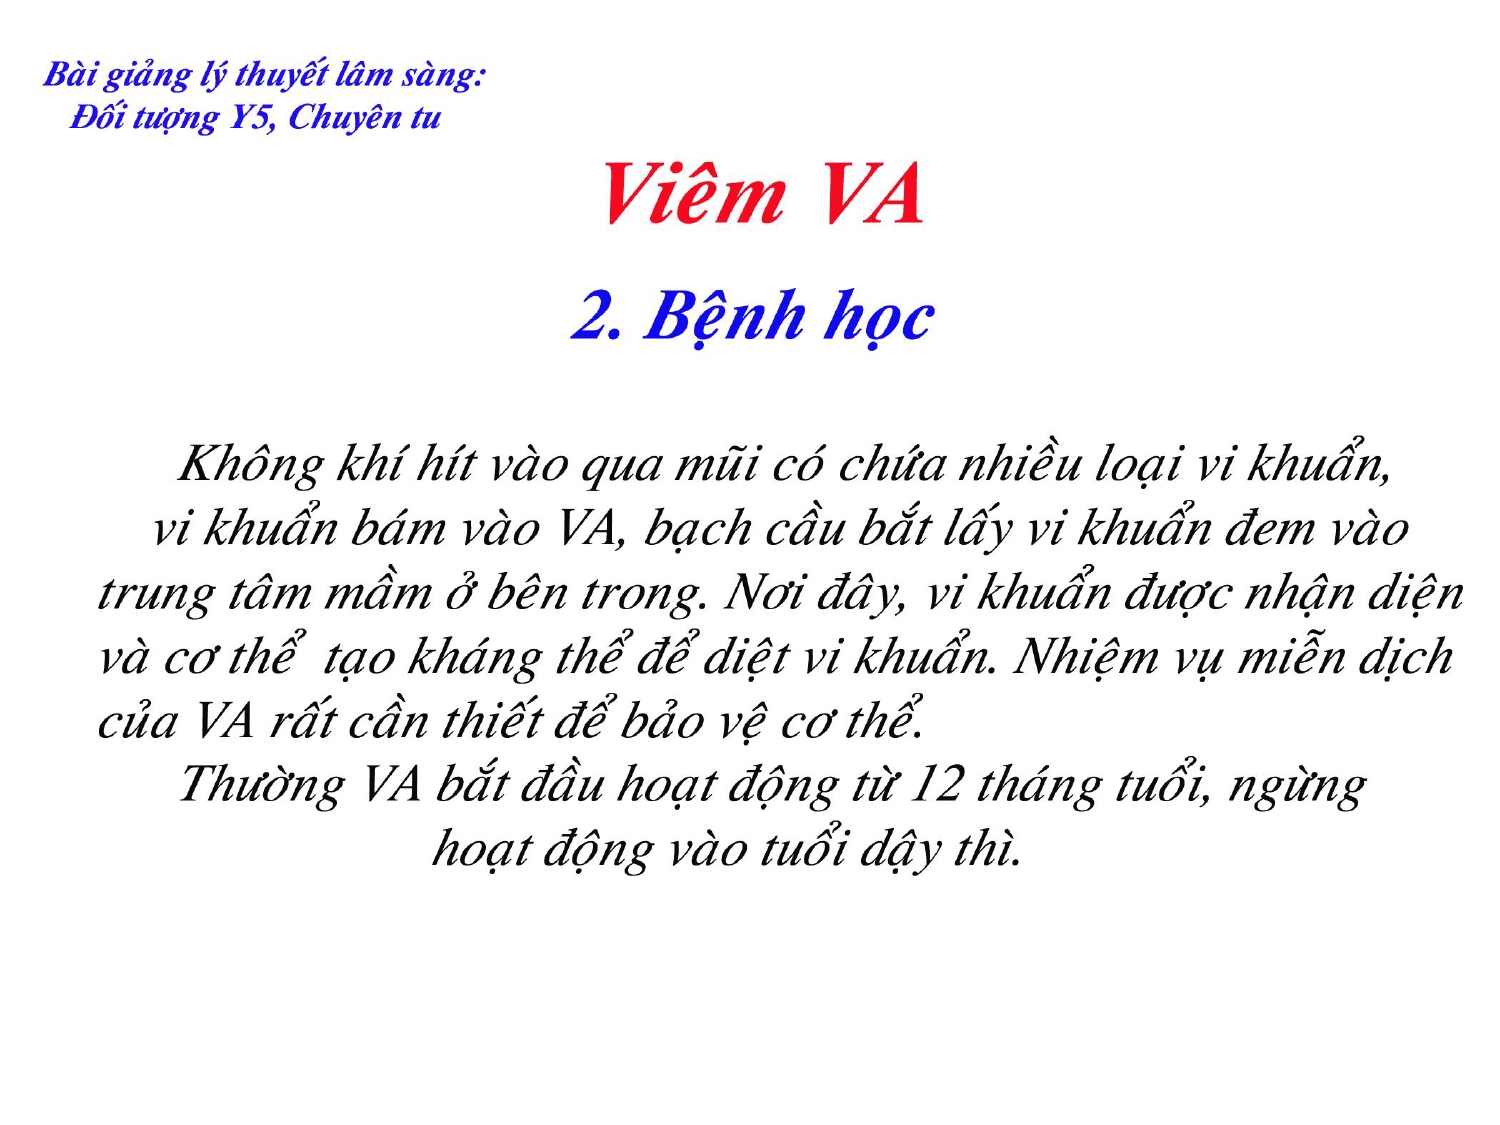 Bài giảng lý thuyết lâm sàng:
Đối tượng Y5, Chuyên tu
Viêm VA
2. Bệnh học
Không khí hít vào qua mũi có chứa nhiều loại vi khuẩn,
vi khuẩn bám vào VA, bạch cầu bắt lấy vi khuẩn đem vào
trung tâm mầm ở bên trong. Nơi đây, vi khuẩn được nhận diện
và cơ thể tạo kháng thể để diệt vi khuẩn. Nhiệm vụ miễn dịch
của VA rất cần thiết để bảo vệ cơ thể.
Thường VA bắt đầu hoạt động từ 12 tháng tuổi, ngừng
hoạt động vào tuổi dậy thì.